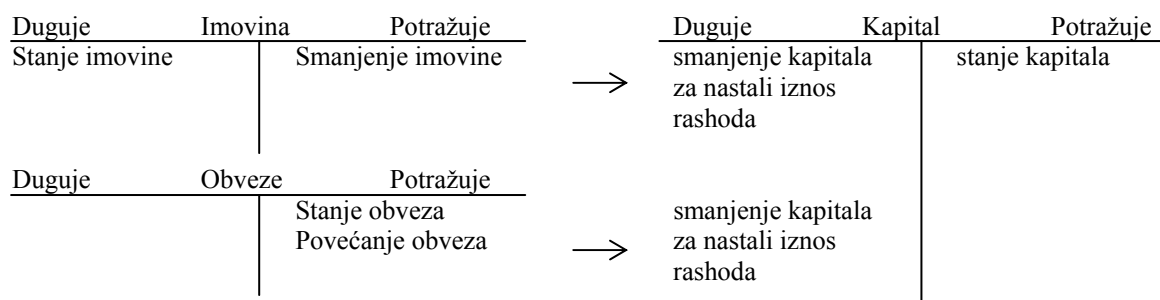 Duguje Imovina Potražuje
Stanje imovine Smanjenje imovine
Duguje Kapital Potražuje
smanjenje kapitala stanje kapitala
za nastali iznos
rashoda
Duguje Obveze Potražuje
Stanje obveza
Povećanje obveza
smanjenje kapitala
za nastali iznos
rashoda